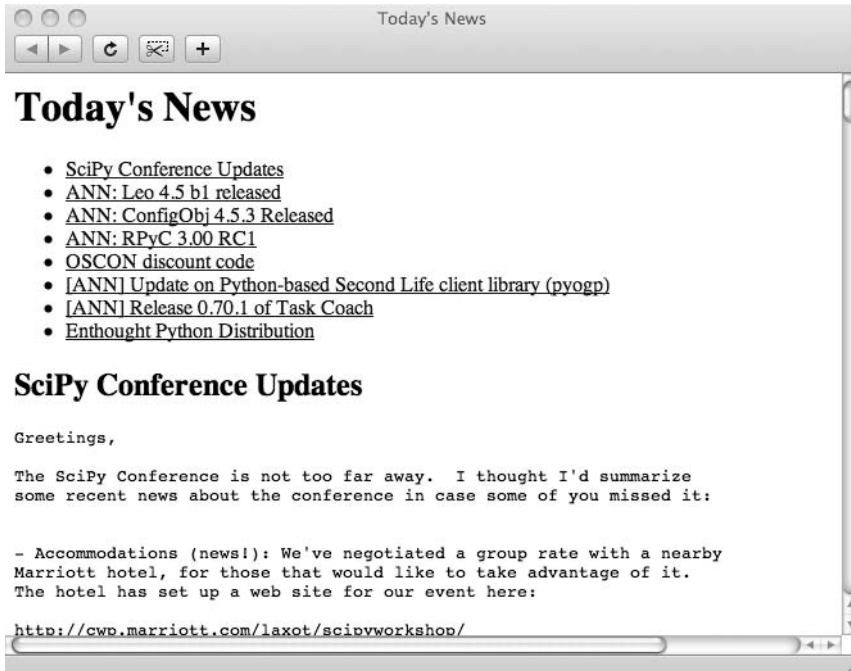 Today's News
Today's News
• SciPy Conference Updates
• ANN: Leo 4.5 b1 released
• ANN: ConfigObj 4.5.3 Released
• ANN: RPyC 3.00 RC1
• OSCON discount code
• [ANN] Update on Python-based Second Life client library (pyogp)
• [ANN] Release 0.70.1 of Task Coach
• Enthought Python Distribution
SciPy Conference Updates
Greetings,
The SciPy Conference is not too far away.  I thought I'd summarize
some recent news about the conference in case some of you missed it:
- Accommodations (news!): We've negotiated a group rate with a nearby
Marriott hotel, for those that would like to take advantage of it.
The hotel has set up a web site for our event here:
http://cwp.marriott.com/laxot/scipyworkshop/